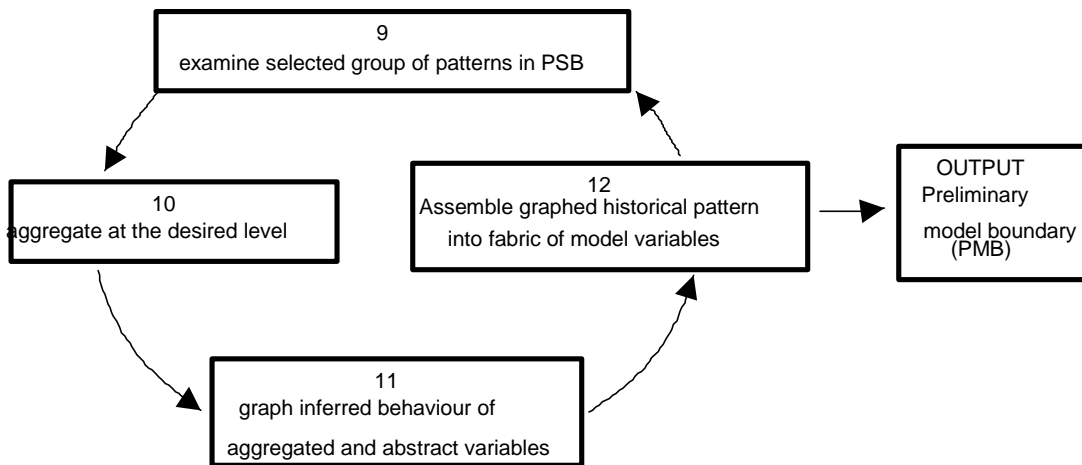 9
examine selected group of patterns in PSB
10
aggregate at the desired level
12
Assemble graphed historical pattern
into fabric of model variables
OUTPUT
Preliminary
model boundary
(PMB)
11
graph inferred behaviour of
aggregated and abstract variables